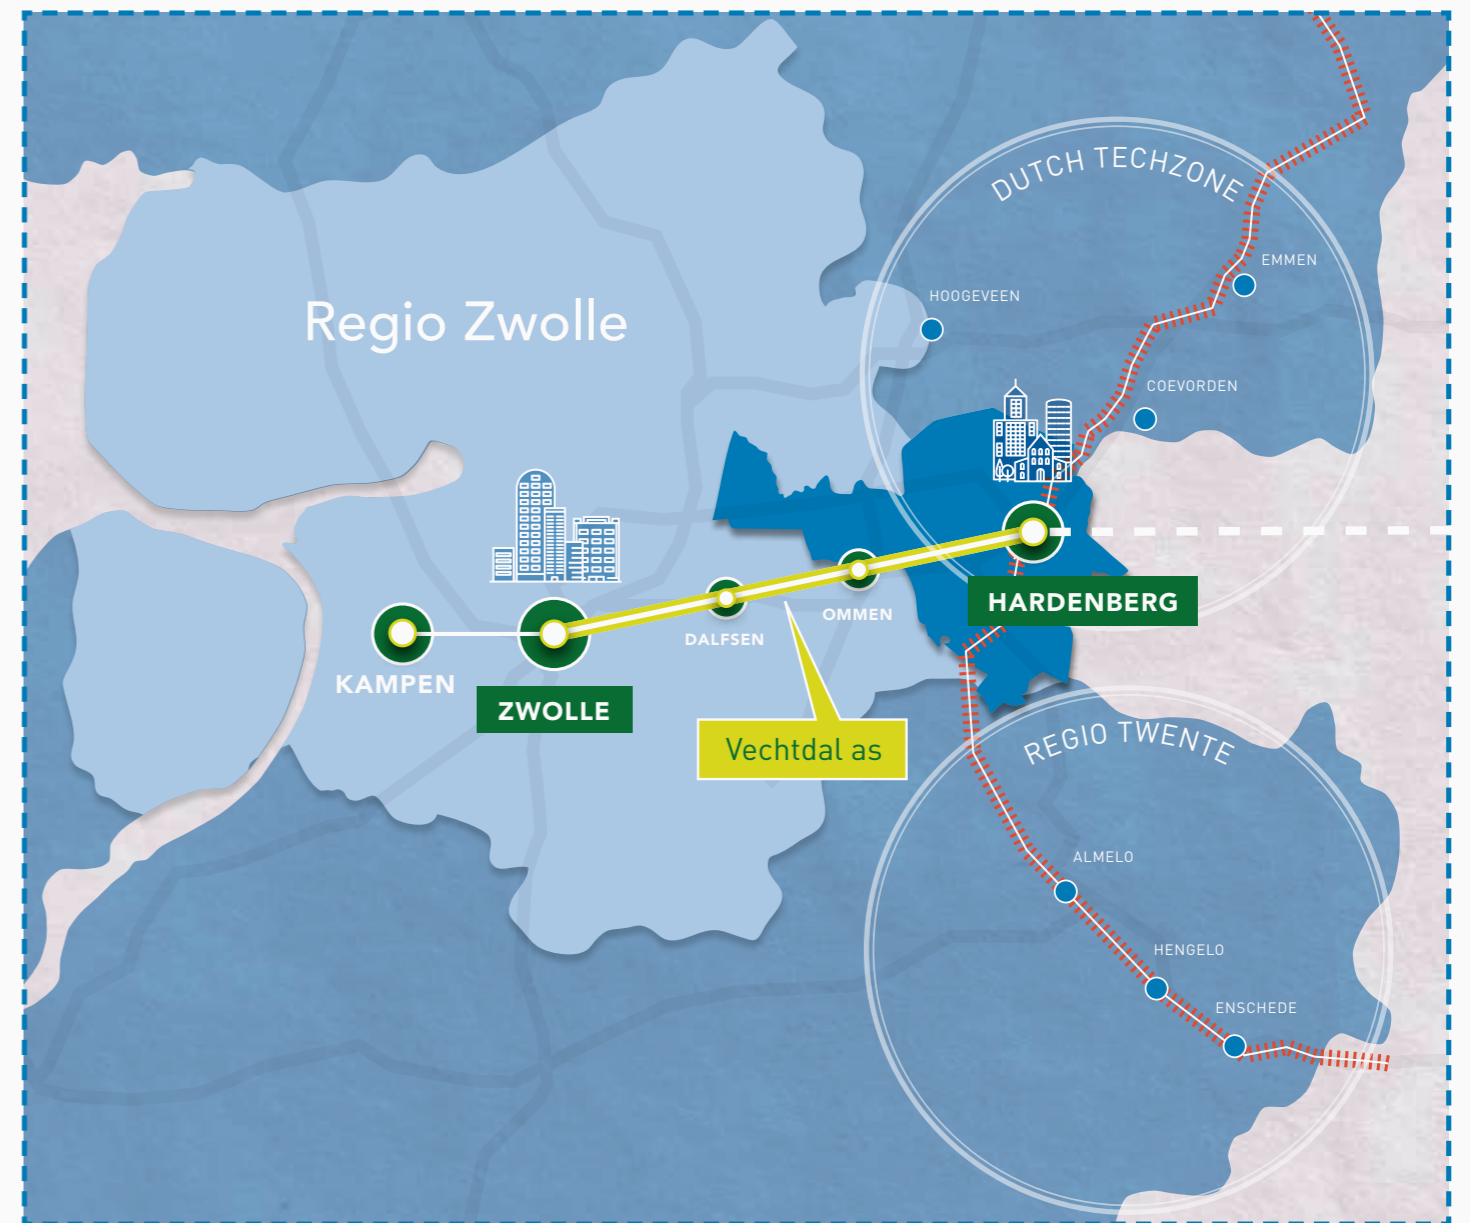 DUTCH TECHZONE
EMMEN
HOOGEVEEN
Regio Zwolle
COEVORDEN
HARDENBERG
OMMEN
DALFSEN
KAMPEN
ZWOLLE
Vechtdal as
REGIO TWENTE
ALMELO
HENGELO
ENSCHEDE